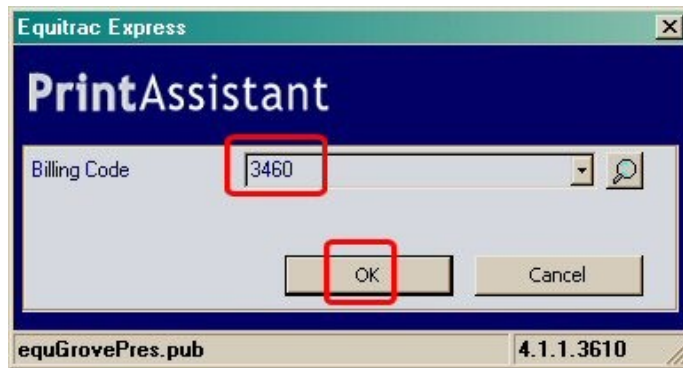 Equitrac Express
PrintAssistant
Billing Code 3460
OK Cancel
equGrovePres.pub 4.1.1.3610